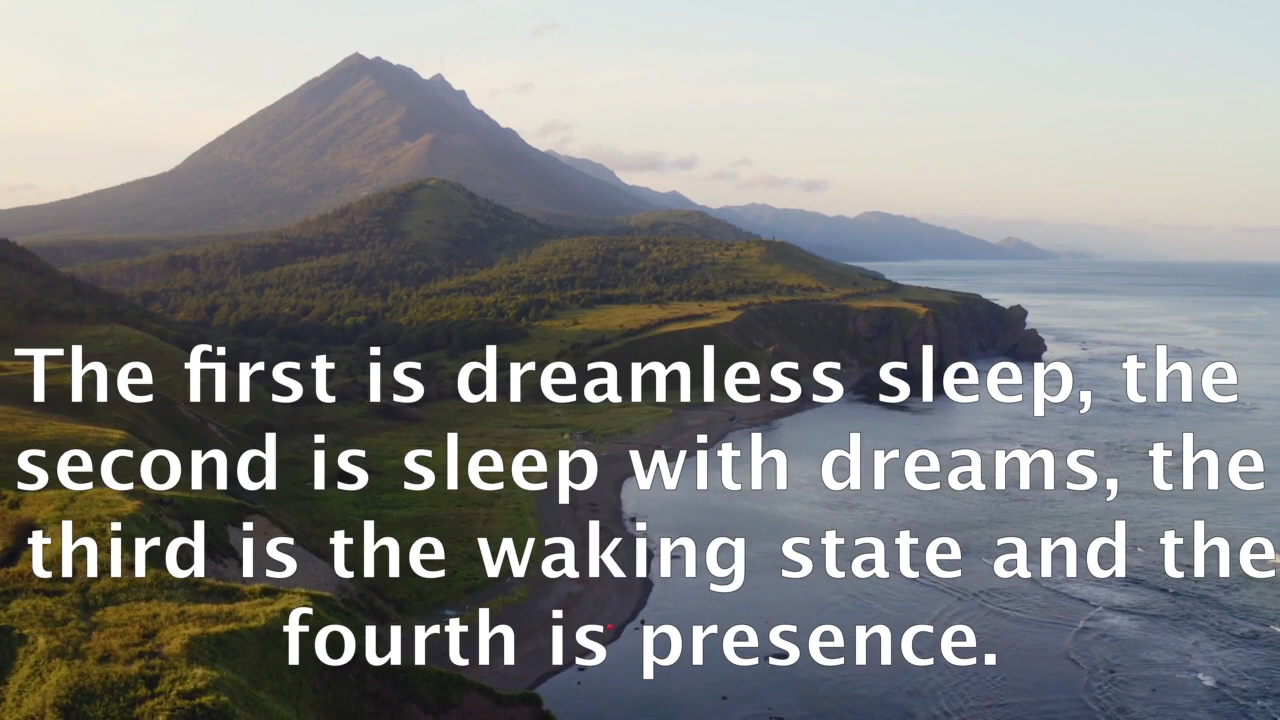 The first is dreamless sleep, the
second is sleep with dreams, the
third is the waking state and the
fourth is presence.